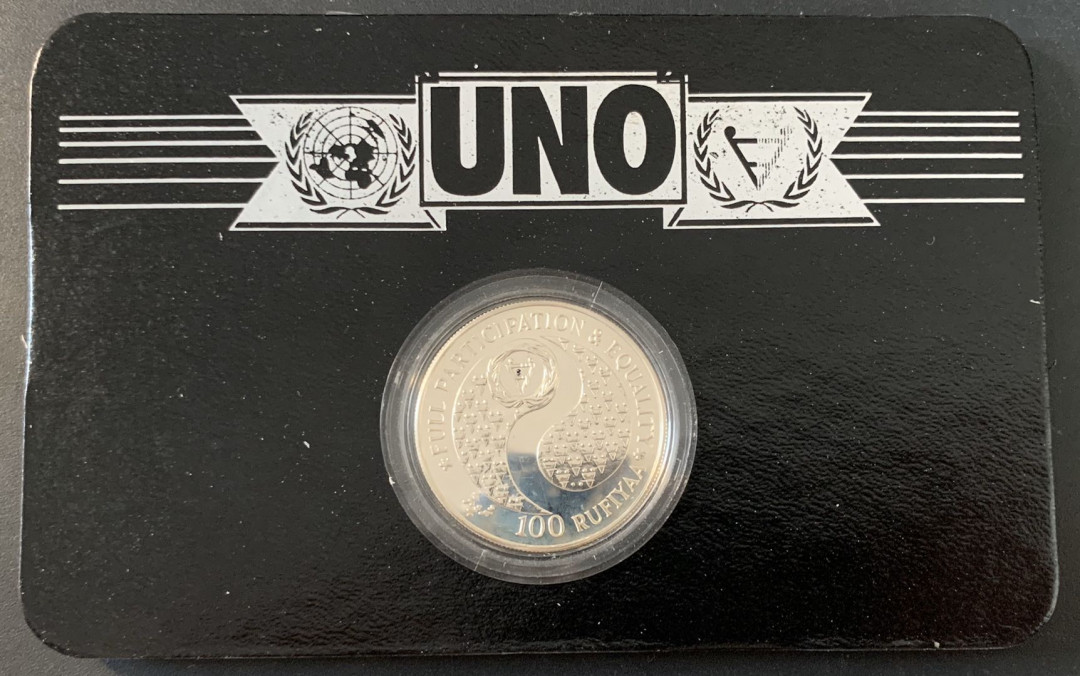 UNO
★FULL PARTICIPATION & EQUALITY★
100 RUFIYAA